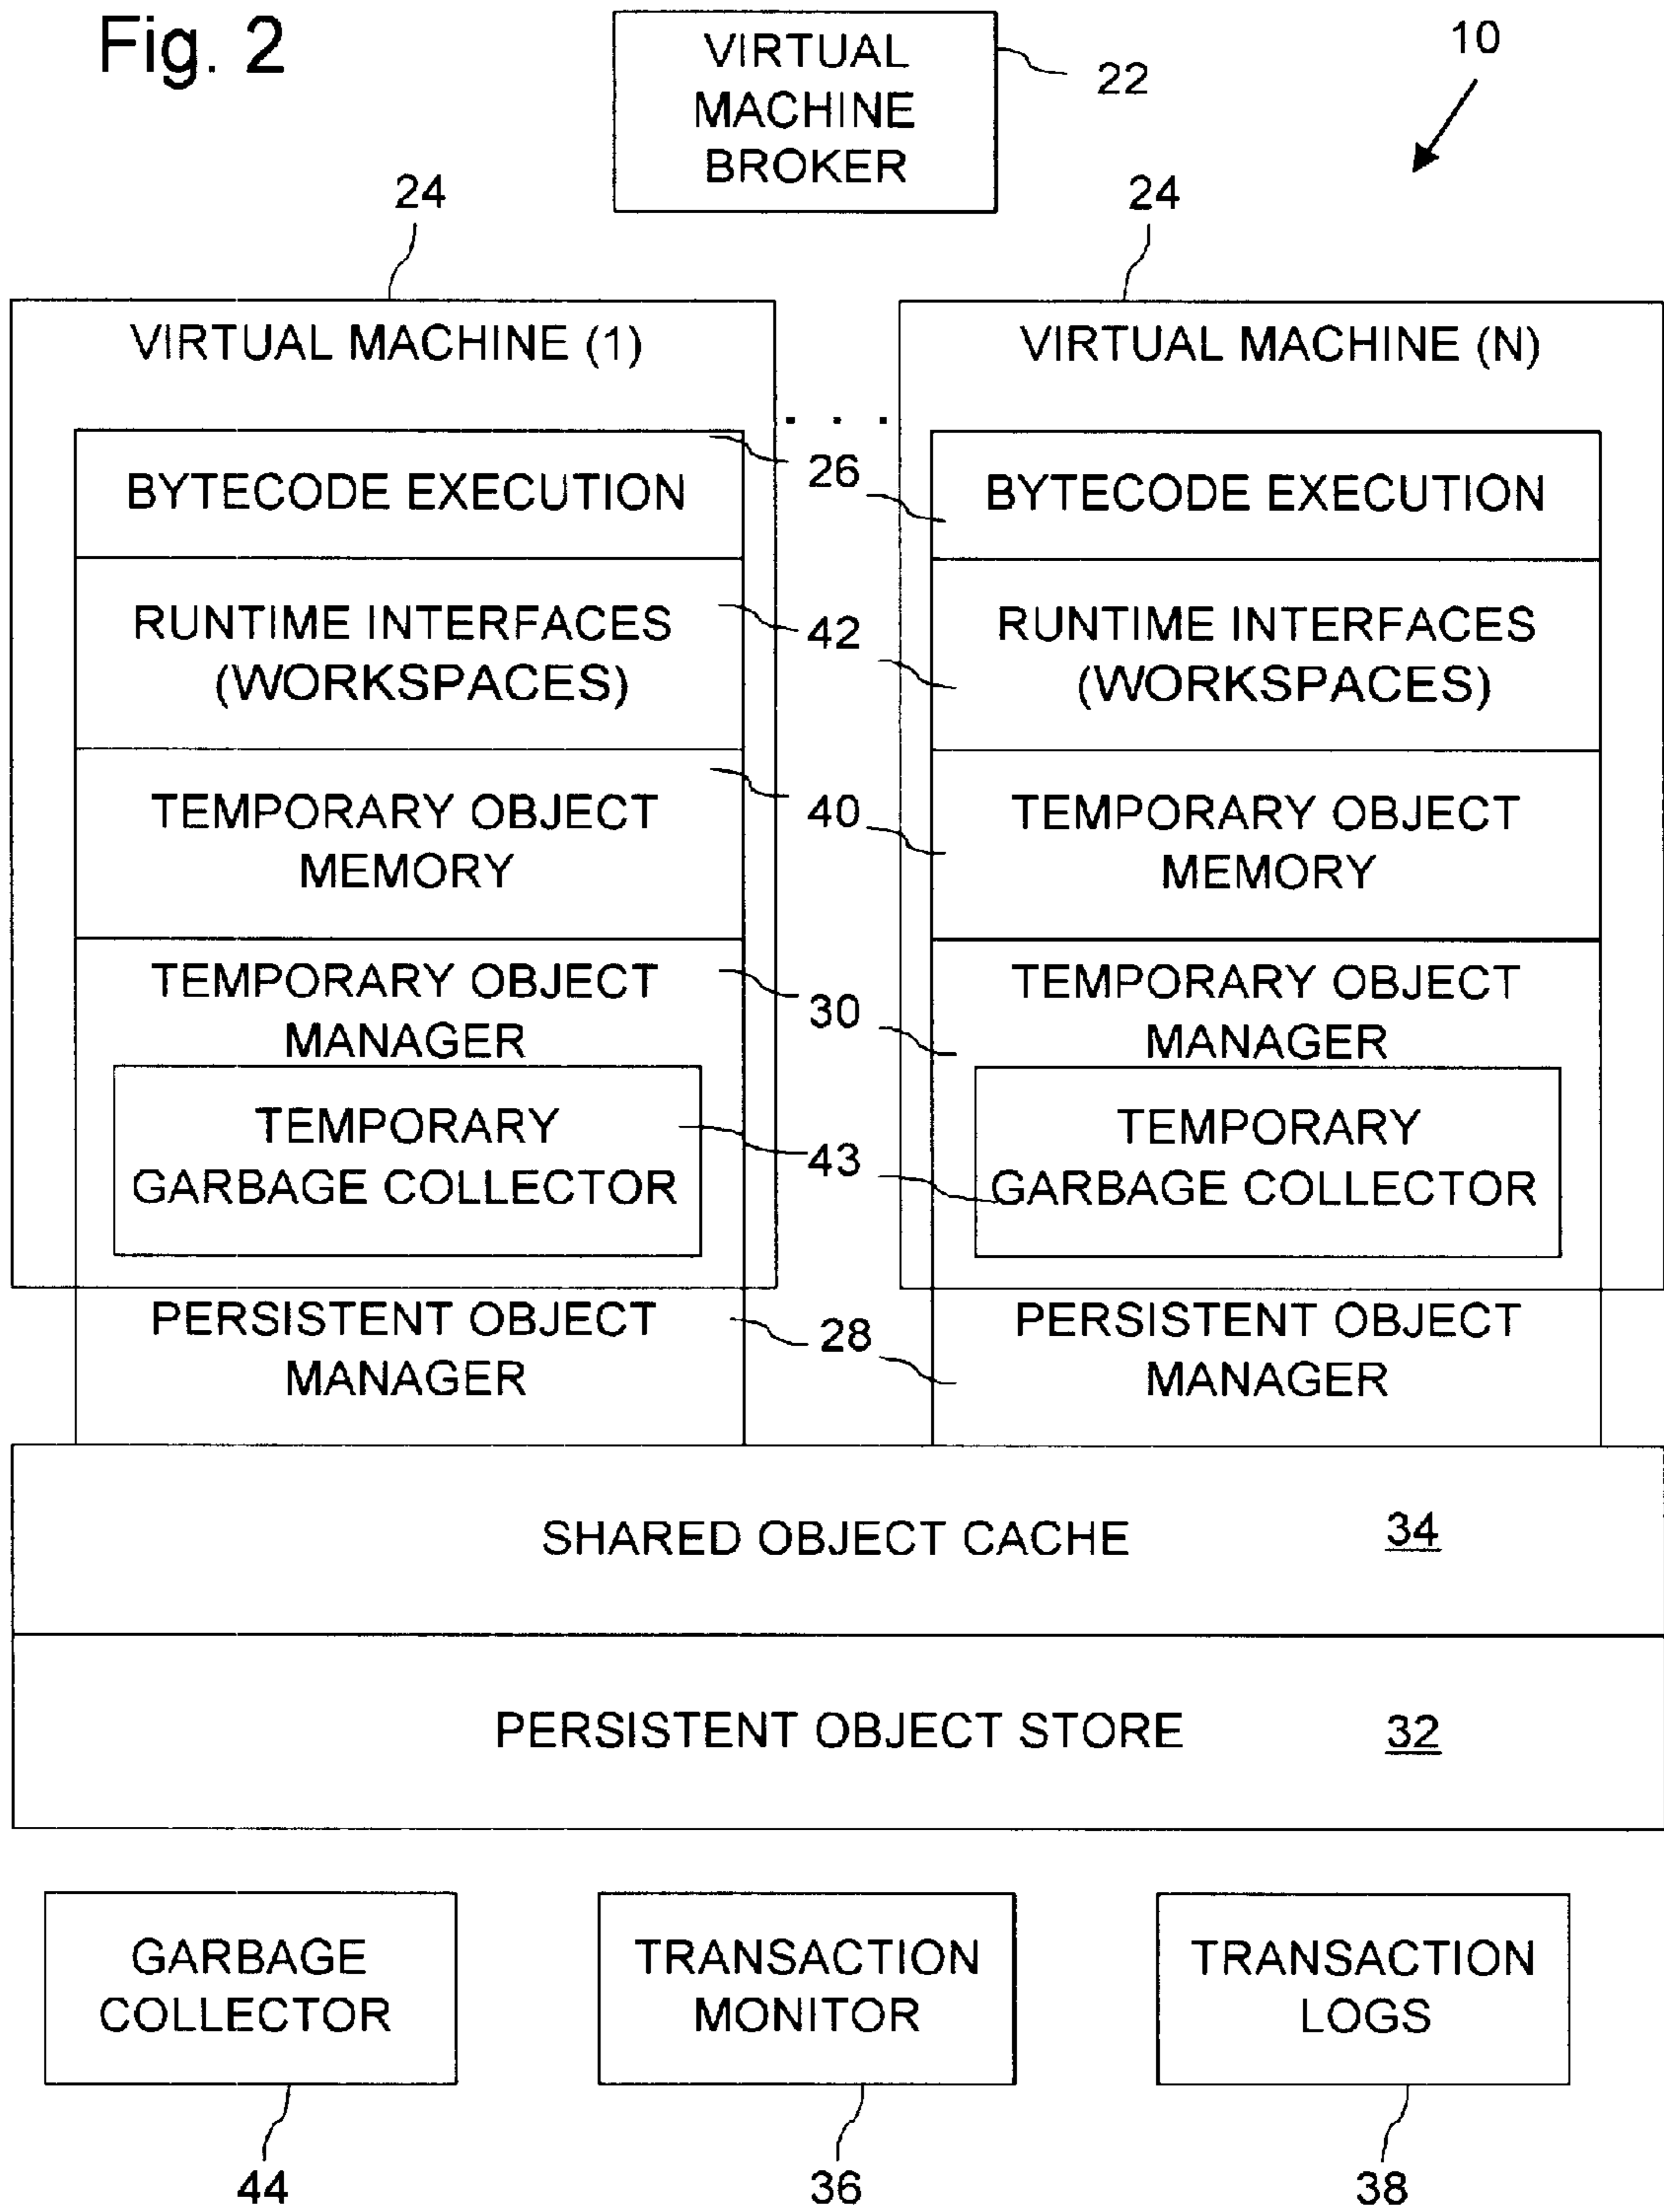 Fig. 2
VIRTUAL
MACHINE
BROKER
22
10
24
24
VIRTUAL MACHINE (1)
VIRTUAL MACHINE (N)
. . .
BYTECODE EXECUTION
26
BYTECODE EXECUTION
RUNTIME INTERFACES
(WORKSPACES)
42
RUNTIME INTERFACES
(WORKSPACES)
TEMPORARY OBJECT
MEMORY
40
TEMPORARY OBJECT
MEMORY
TEMPORARY OBJECT
MANAGER
30
TEMPORARY OBJECT
MANAGER
TEMPORARY
GARBAGE COLLECTOR
43
TEMPORARY
GARBAGE COLLECTOR
PERSISTENT OBJECT
MANAGER
28
PERSISTENT OBJECT
MANAGER
SHARED OBJECT CACHE 34
PERSISTENT OBJECT STORE 32
GARBAGE
COLLECTOR
TRANSACTION
MONITOR
TRANSACTION
LOGS
44
36
38